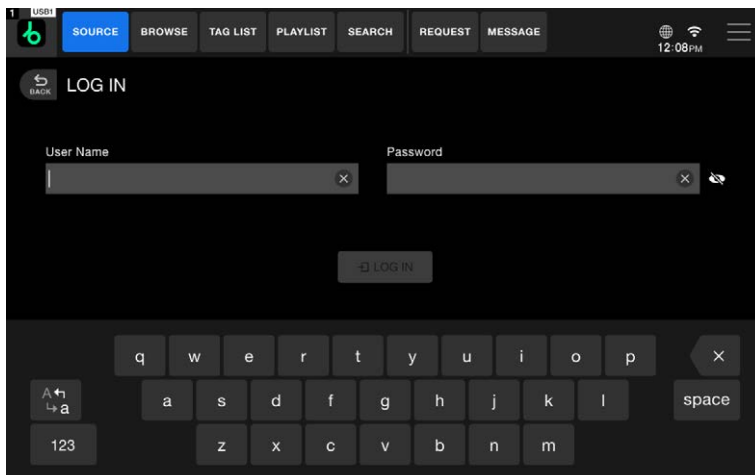 1 USB1
SOURCE BROWSE TAG LIST PLAYLIST SEARCH REQUEST MESSAGE
12:08PM
BACK LOG IN
User Name Password
LOG IN
q w e r t y u i o p
A a a s d f g h j k l space
123 z x c v b n m